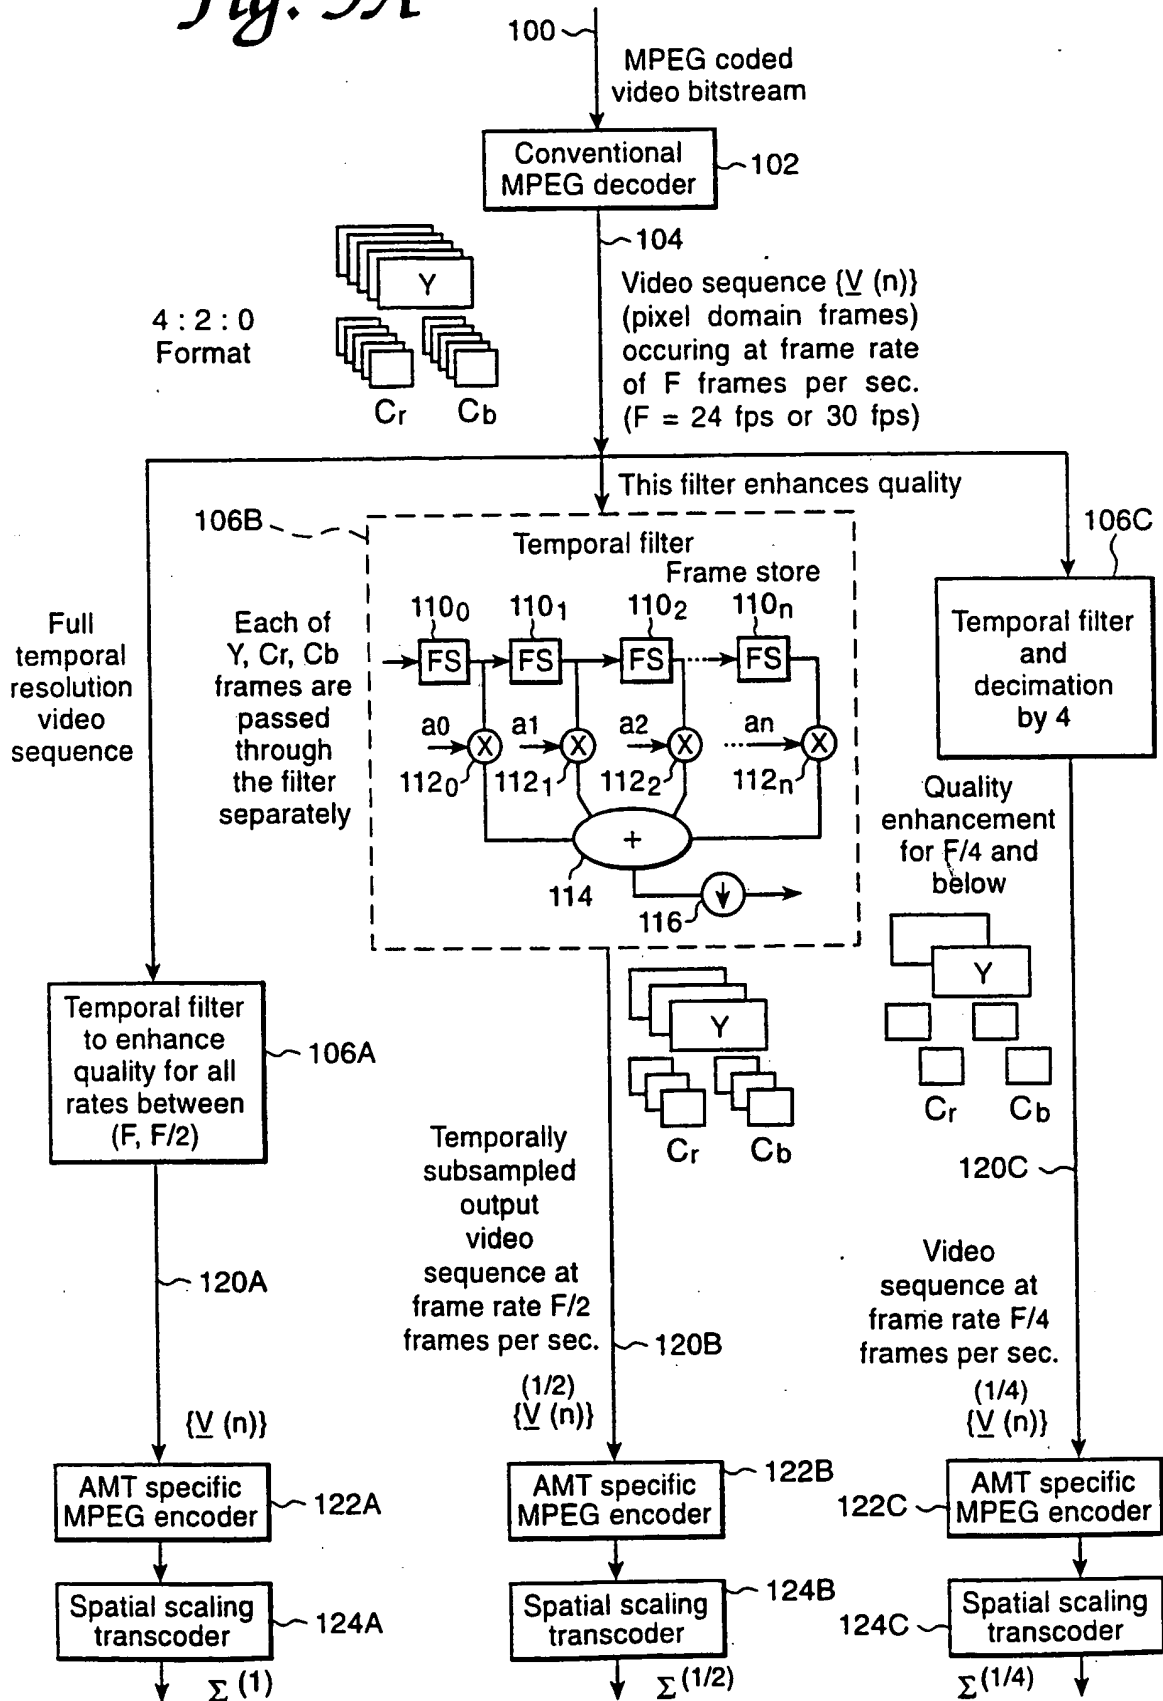 Fig. 3A
100
MPEG coded
video bitstream
Conventional
MPEG decoder
102
104
4 : 2 : 0
Format
Y
Cr Cb
Video sequence {V (n)}
(pixel domain frames)
occuring at frame rate
of F frames per sec.
(F = 24 fps or 30 fps)
This filter enhances quality
106B
106C
Temporal filter
Frame store
Full
temporal
resolution
video
sequence
Each of
Y, Cr, Cb
frames are
passed
through
the filter
separately
110₀ 110₁ 110₂ 110ₙ
FS FS FS FS
a0 a1 a2 an
X X X X
112₀ 112₁ 112₂ 112ₙ
+
114
116
↓
Temporal filter
and
decimation
by 4
Quality
enhancement
for F/4 and
below
Y
Cr Cb
Y
Cr Cb
Temporal filter
to enhance
quality for all
rates between
(F, F/2)
106A
120A
Temporally
subsampled
output
video
sequence at
frame rate F/2
frames per sec.
120B
120C
Video
sequence at
frame rate F/4
frames per sec.
{V (n)}
(1/2)
{V (n)}
(1/4)
{V (n)}
AMT specific
MPEG encoder
122A
AMT specific
MPEG encoder
122B
AMT specific
MPEG encoder
122C
Spatial scaling
transcoder
124A
Spatial scaling
transcoder
124B
Spatial scaling
transcoder
124C
Σ(1)
Σ(1/2)
Σ(1/4)